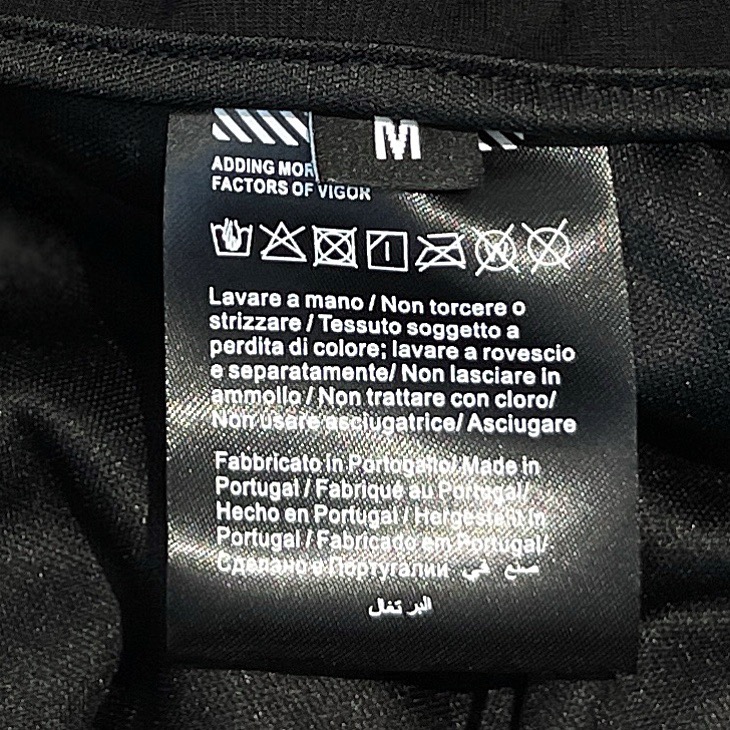 M
ADDING MOR
FACTORS OF VIGOR
Lavare a mano / Non torcere o
strizzare / Tessuto soggetto a
perdita di colore; lavare a rovescio
e separatamente/ Non lasciare in
ammollo / Non trattare con cloro/
Non usare asciugatrice/ Asciugare
Fabbricato in Portogallo/ Made in
Portugal / Fabriqué au Portugal/
Hecho en Portugal / Hergestellt in
Portugal / Fabricado em Portugal/
Сделано в Португалии صنع في
البر تغال